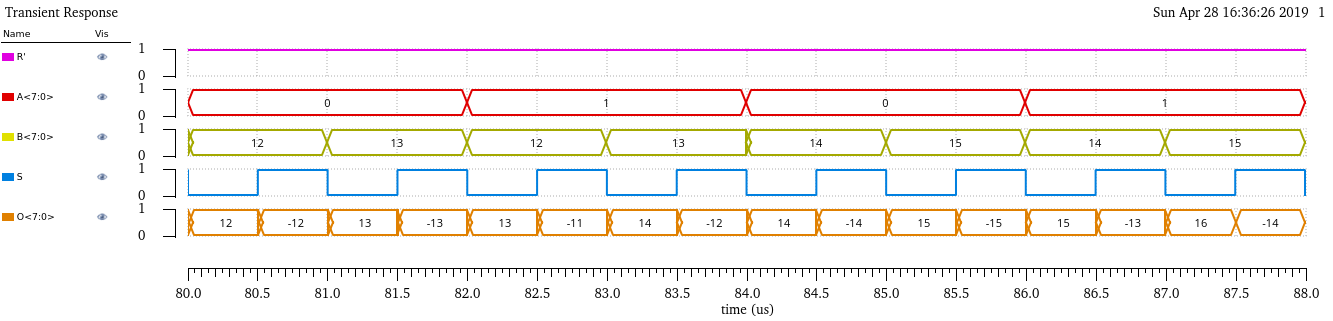 Transient Response Sun Apr 28 16:36:26 2019 1
Name Vis
R' 1
0
A<7:0> 1 0 1 0 1
0
B<7:0> 1 12 13 12 13 14 15 14 15
0
S 1
0
O<7:0> 1 12 -12 13 -13 13 -11 14 -12 14 -14 15 -15 15 -13 16 -14
0
80.0 80.5 81.0 81.5 82.0 82.5 83.0 83.5 84.0 84.5 85.0 85.5 86.0 86.5 87.0 87.5 88.0
time (us)